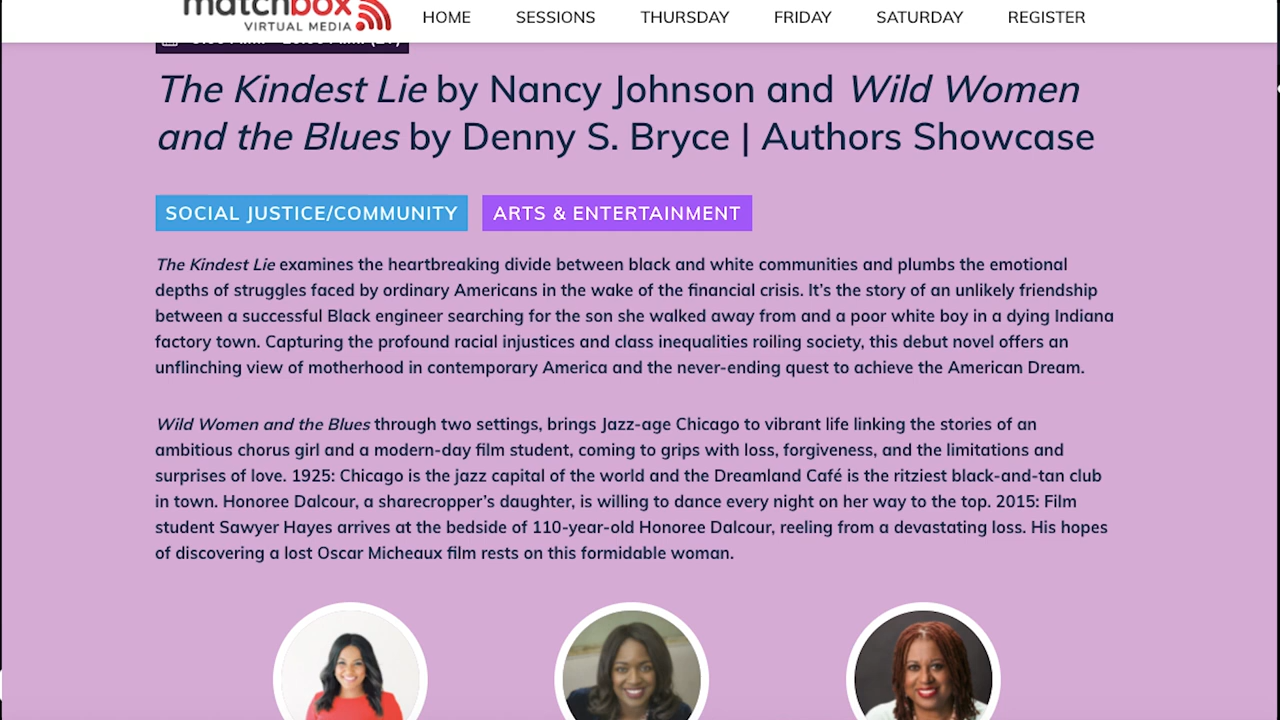 matchbox
VIRTUAL MEDIA
HOME SESSIONS THURSDAY FRIDAY SATURDAY REGISTER
The Kindest Lie by Nancy Johnson and Wild Women
and the Blues by Denny S. Bryce | Authors Showcase
SOCIAL JUSTICE/COMMUNITY ARTS & ENTERTAINMENT
The Kindest Lie examines the heartbreaking divide between black and white communities and plumbs the emotional
depths of struggles faced by ordinary Americans in the wake of the financial crisis. It's the story of an unlikely friendship
between a successful Black engineer searching for the son she walked away from and a poor white boy in a dying Indiana
factory town. Capturing the profound racial injustices and class inequalities roiling society, this debut novel offers an
unflinching view of motherhood in contemporary America and the never-ending quest to achieve the American Dream.
Wild Women and the Blues through two settings, brings Jazz-age Chicago to vibrant life linking the stories of an
ambitious chorus girl and a modern-day film student, coming to grips with loss, forgiveness, and the limitations and
surprises of love. 1925: Chicago is the jazz capital of the world and the Dreamland Café is the ritziest black-and-tan club
in town. Honoree Dalcour, a sharecropper's daughter, is willing to dance every night on her way to the top. 2015: Film
student Sawyer Hayes arrives at the bedside of 110-year-old Honoree Dalcour, reeling from a devastating loss. His hopes
of discovering a lost Oscar Micheaux film rests on this formidable woman.